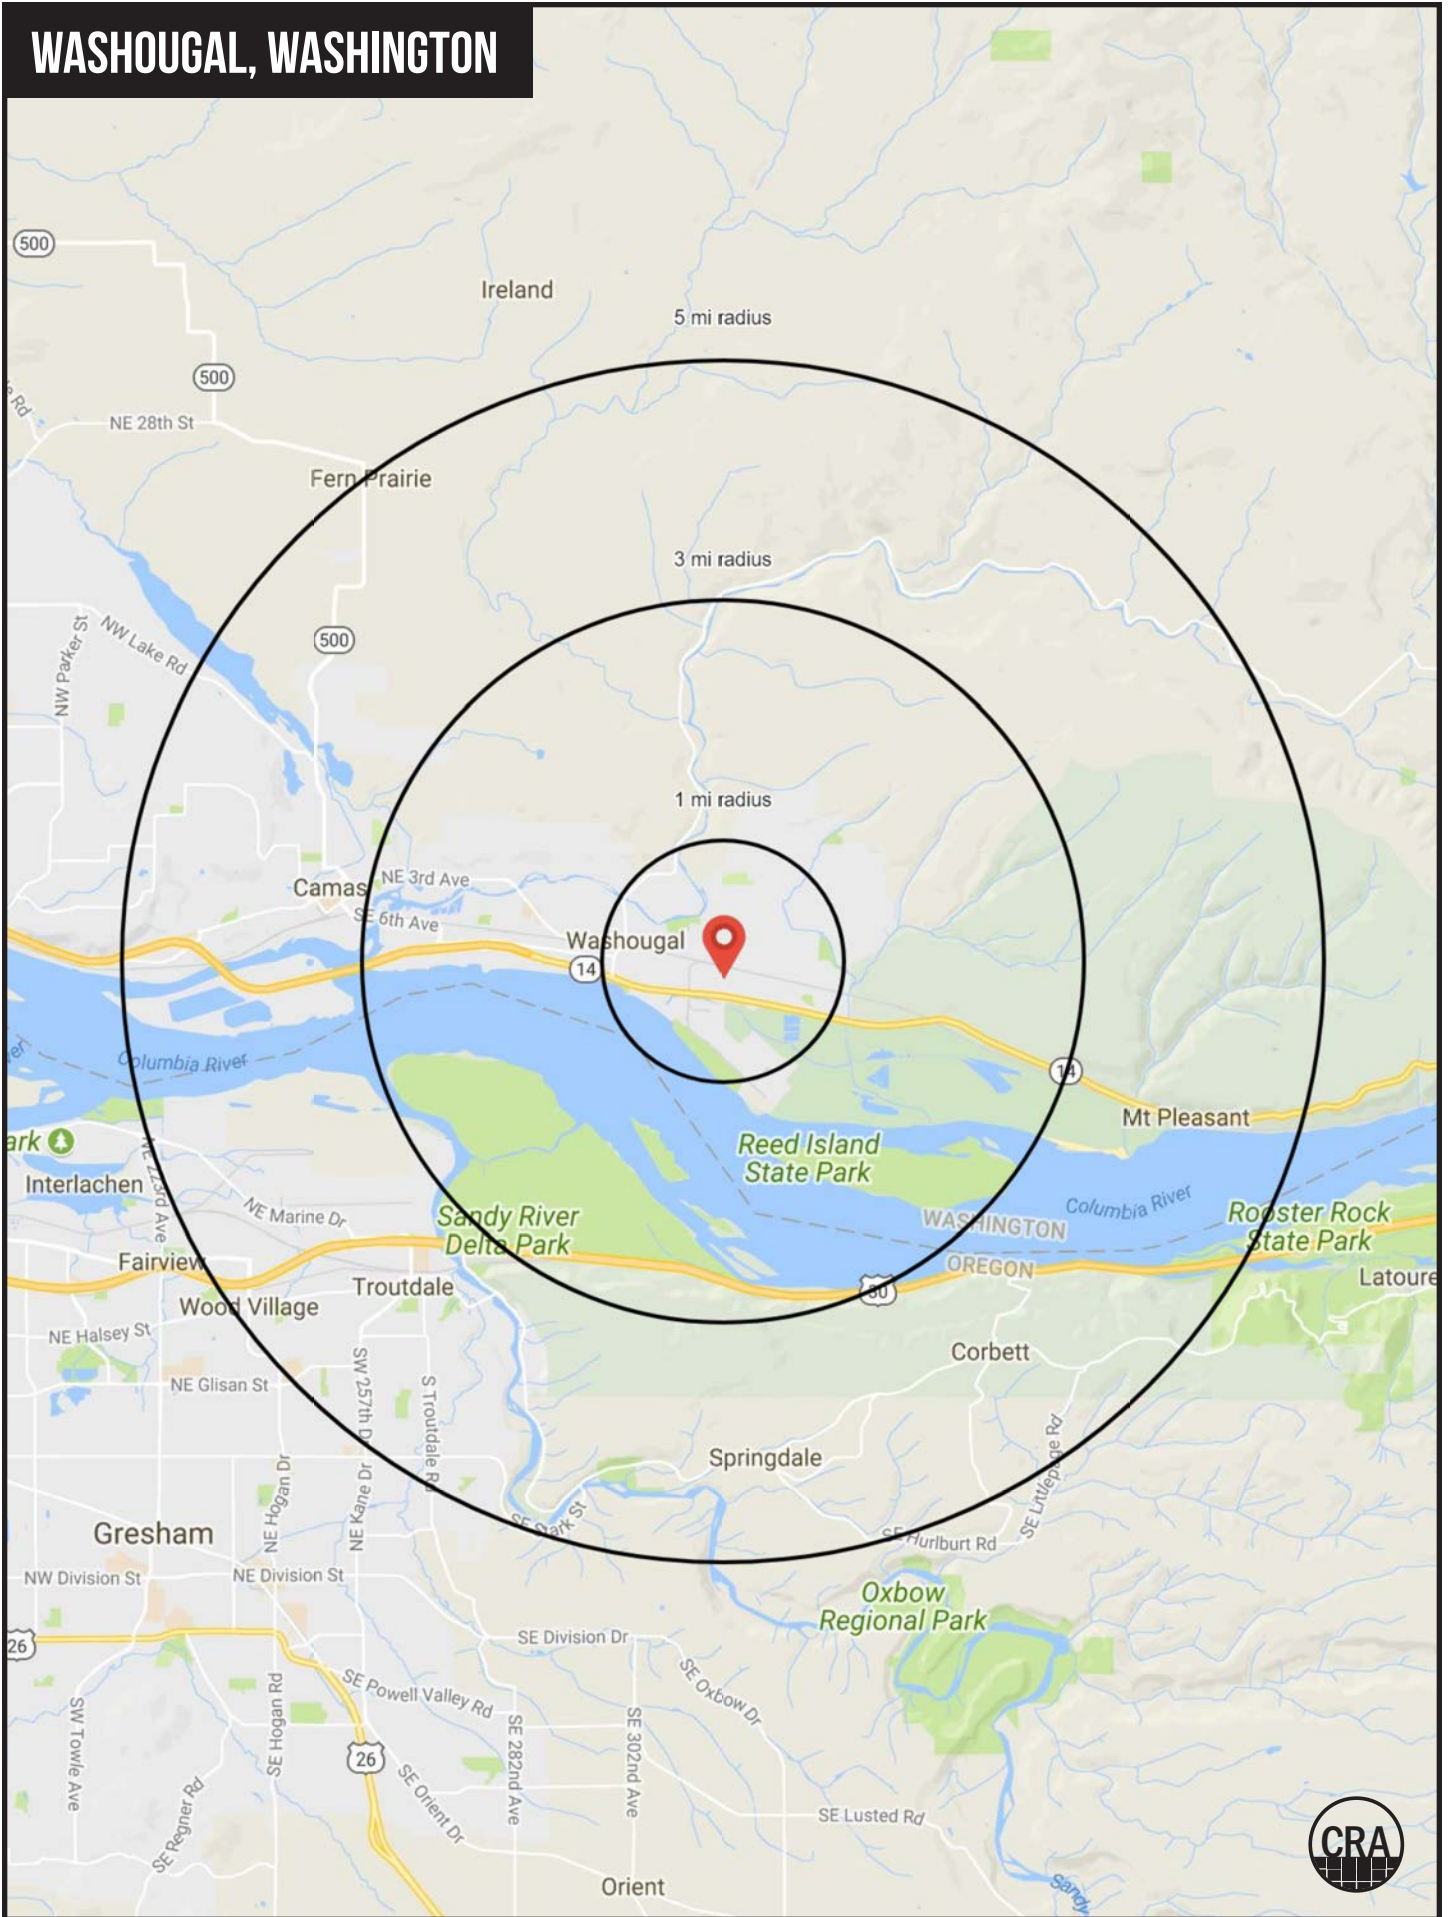 WASHOUGAL, WASHINGTON
500
Ireland
5 mi radius
500
NE 28th St
Fern Prairie
3 mi radius
500
NW Parker St
NW Lake Rd
1 mi radius
Camas
NE 3rd Ave
SE 6th Ave
Washougal
14
Columbia River
14
Mt Pleasant
ark
Reed Island
State Park
Interlachen
NE 223rd Ave
NE Marine Dr
Sandy River
Delta Park
Columbia River
WASHINGTON
OREGON
Rooster Rock
State Park
Fairview
Troutdale
30
Latoure
Wood Village
NE Halsey St
Corbett
NE Glisan St
SW 257th Dr
S Troutdale Rd
Springdale
SE Littlepage Rd
NE Hogan Dr
NE Kane Dr
Gresham
SE Stark St
SE Hurlburt Rd
NW Division St
NE Division St
Oxbow
Regional Park
26
SE Division Dr
SE Powell Valley Rd
SE Oxbow Dr
SW Towle Ave
SE Hogan Rd
SE 282nd Ave
SE 302nd Ave
26
SE Regner Rd
SE Orient Dr
SE Lusted Rd
CRA
Orient
Sandy